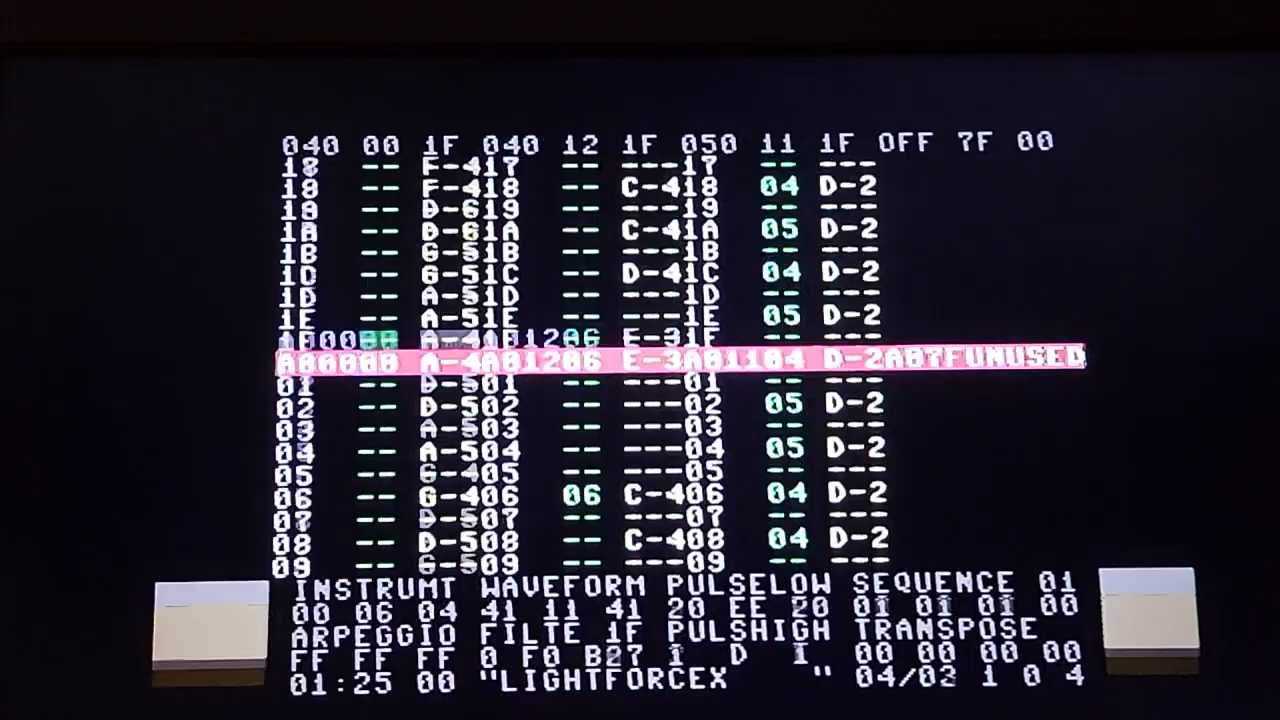 040 00 1F 040 12 1F 050 11 1F OFF 7F 00
18 -- F-417 -- ---17 -- ---
18 -- F-418 -- C-418 04 D-2
19 -- D-619 -- ---19 -- ---
1A -- D-61A -- C-41A 05 D-2
1B -- G-51B -- ---1B -- ---
1C -- G-51C -- D-41C 04 D-2
1D -- A-51D -- ---1D -- ---
1E -- A-51E -- ---1E 05 D-2
E-31F -- ---
A00000 A-4A01206 E-3A01104 D-2A07FUNUSED
01 -- D-501 -- ---01 -- ---
02 -- D-502 -- ---02 05 D-2
03 -- A-503 -- ---03 -- ---
04 -- A-504 -- ---04 05 D-2
05 -- G-405 -- ---05 -- ---
06 -- G-406 06 C-406 04 D-2
07 -- D-507 -- ---07 -- ---
08 -- D-508 -- C-408 04 D-2
09 -- G-509 -- ---09 -- ---
INSTRUMT WAVEFORM PULSELOW SEQUENCE 01
00 06 04 41 11 41 20 EE 20 01 01 01 00
ARPEGGIO FILTE 1F PULSHIGH TRANSPOSE
FF FF FF 0 F0 00 00 00 00
01:25 00 "LIGHTFORCEX " 04/02 1 0 4